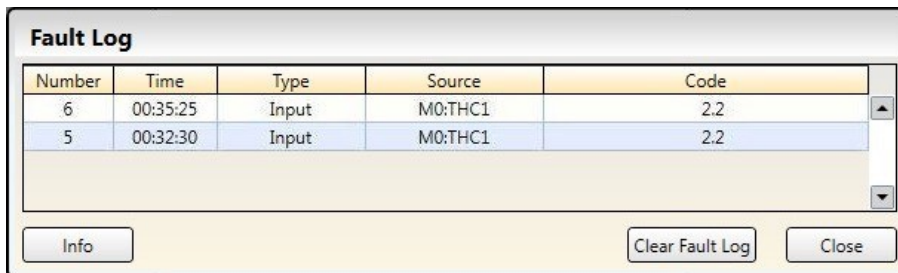 Fault Log
Number Time Type Source Code
6 00:35:25 Input M0:THC1 2.2
5 00:32:30 Input M0:THC1 2.2
Info Clear Fault Log Close